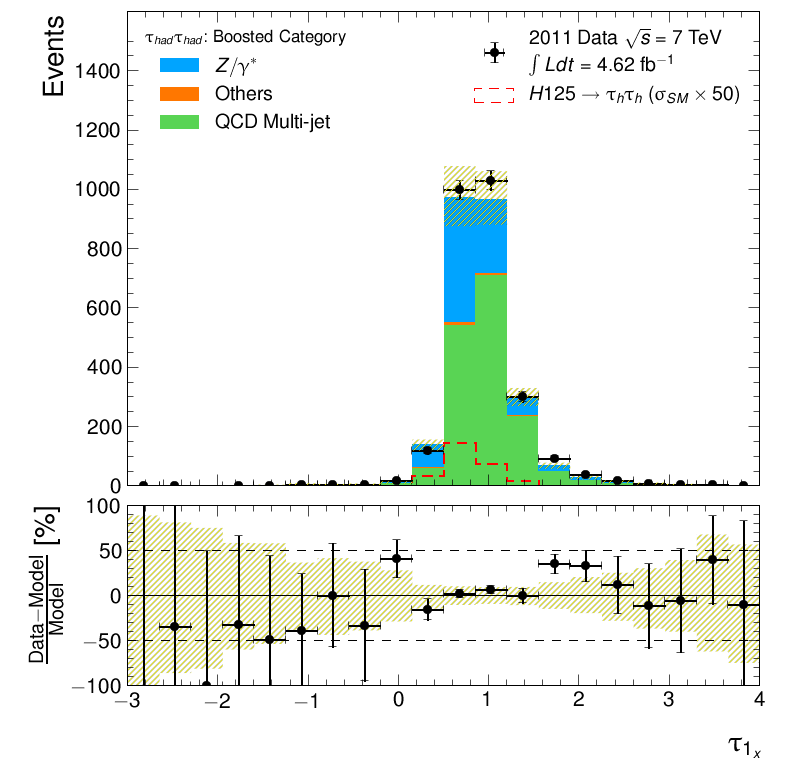 Events
τhadτhad: Boosted Category
Z/γ*
Others
QCD Multi-jet
2011 Data √s = 7 TeV
∫ Ldt = 4.62 fb⁻¹
H125 → τhτh (σSM × 50)
1400
1200
1000
800
600
400
200
0
Data−Model
Model
[%]
100
50
0
−50
−100
−3 −2 −1 0 1 2 3 4
τ1x